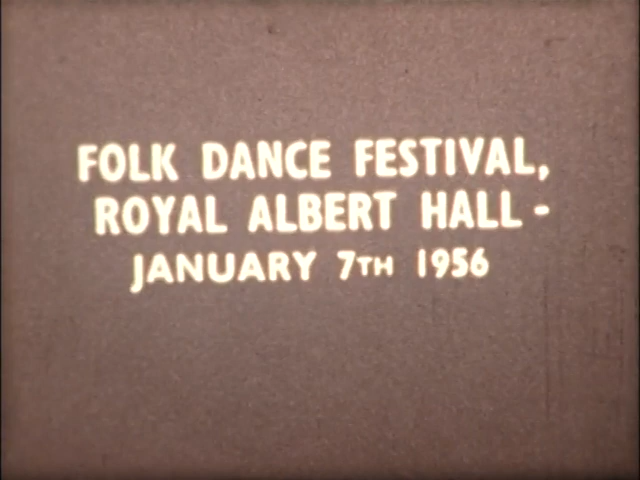 FOLK DANCE FESTIVAL,
ROYAL ALBERT HALL -
JANUARY 7TH 1956